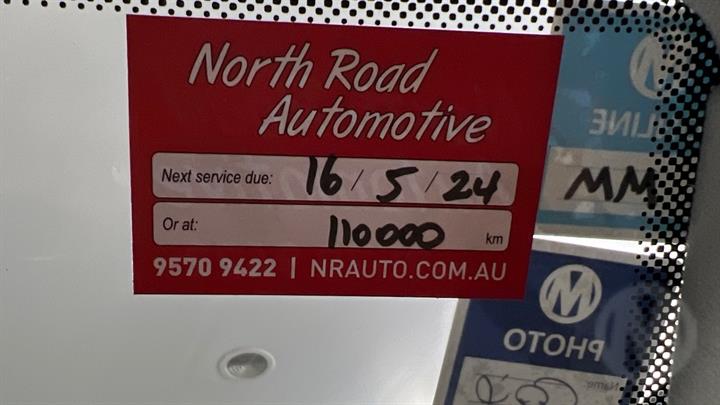 North Road
Automotive
Next service due: 16 / 5 / 24
Or at: 110000 km
9570 9422 | NRAUTO.COM.AU
M
LINE
MM
M
PHOTO
Name